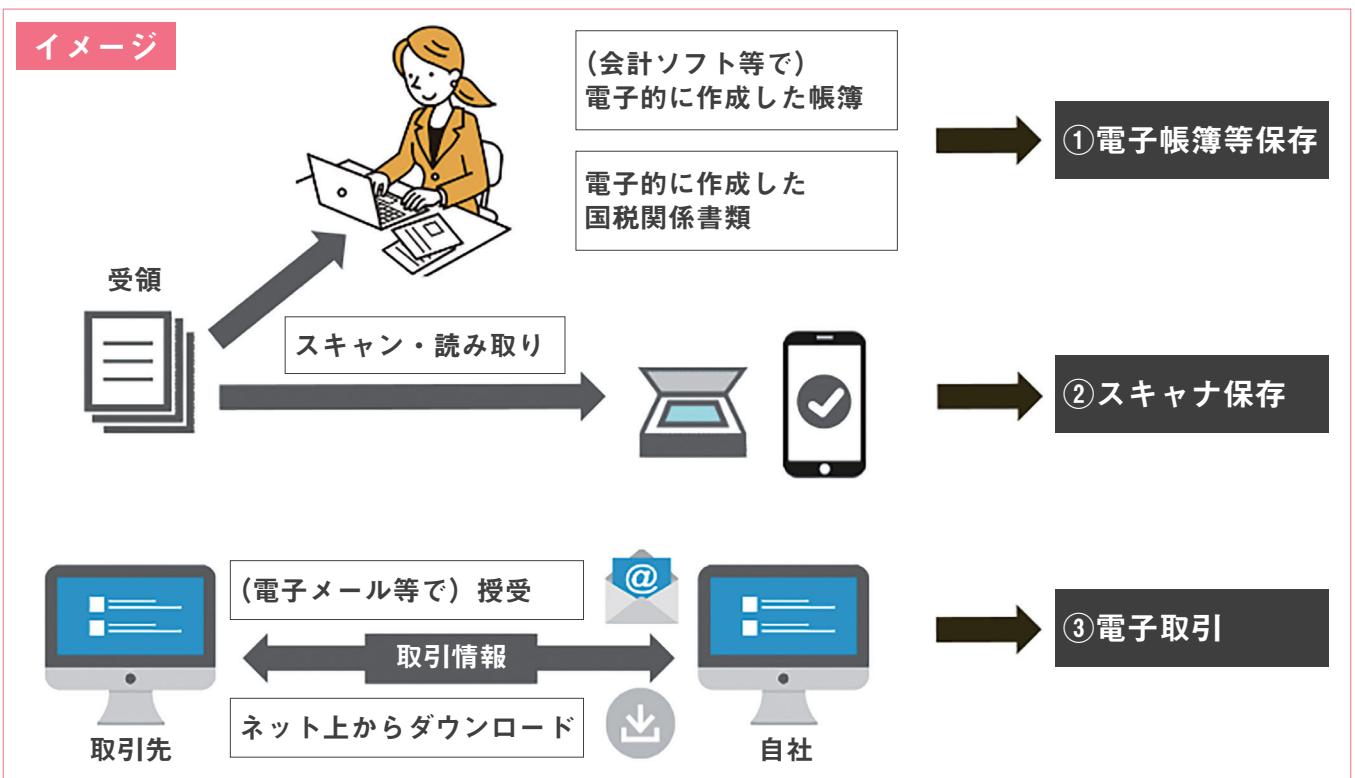 イメージ
(会計ソフト等で)
電子的に作成した帳簿
①電子帳簿等保存
電子的に作成した
国税関係書類
受領
スキャン・読み取り
②スキャナ保存
(電子メール等で) 授受
@
取引情報
③電子取引
ネット上からダウンロード
取引先
自社